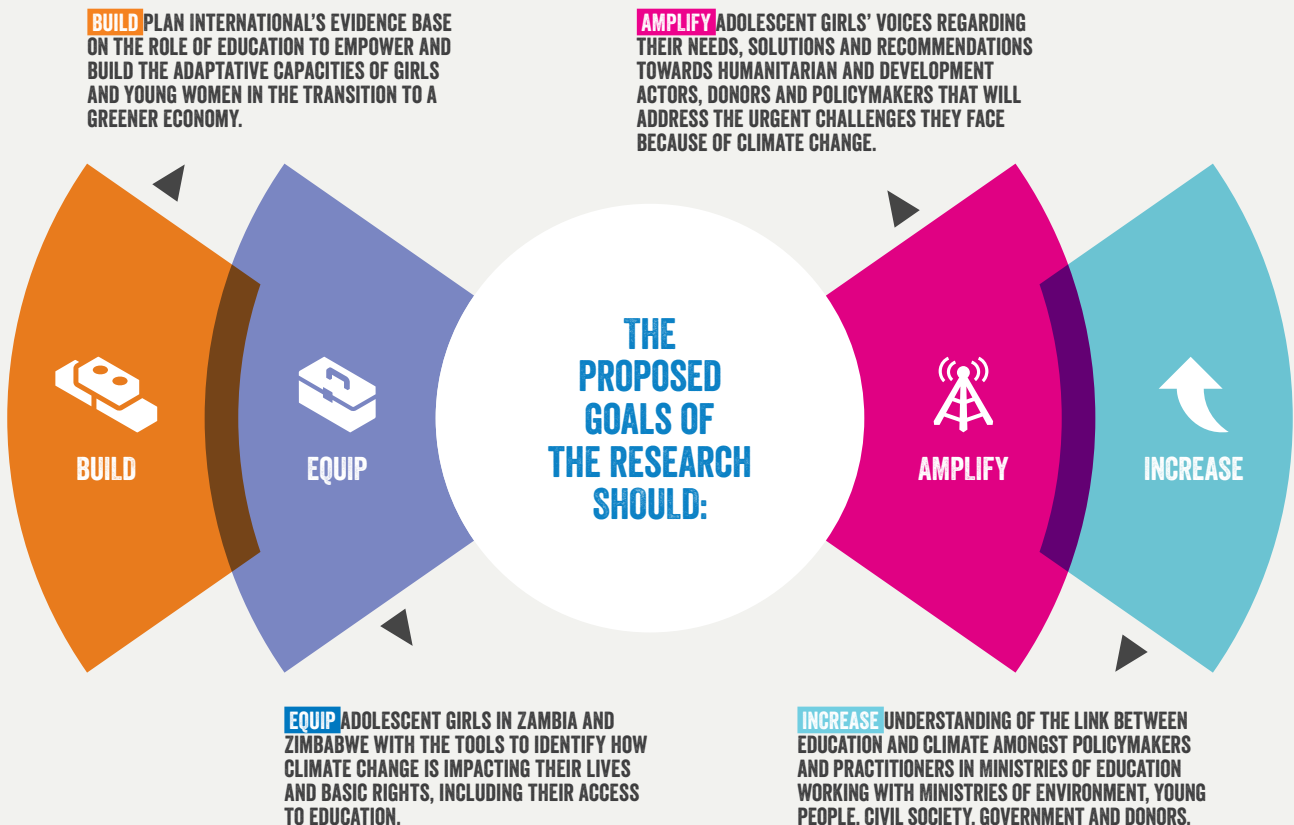 BUILD PLAN INTERNATIONAL'S EVIDENCE BASE
ON THE ROLE OF EDUCATION TO EMPOWER AND
BUILD THE ADAPTATIVE CAPACITIES OF GIRLS
AND YOUNG WOMEN IN THE TRANSITION TO A
GREENER ECONOMY.
AMPLIFY ADOLESCENT GIRLS' VOICES REGARDING
THEIR NEEDS, SOLUTIONS AND RECOMMENDATIONS
TOWARDS HUMANITARIAN AND DEVELOPMENT
ACTORS, DONORS AND POLICYMAKERS THAT WILL
ADDRESS THE URGENT CHALLENGES THEY FACE
BECAUSE OF CLIMATE CHANGE.
BUILD
EQUIP
THE
PROPOSED
GOALS OF
THE RESEARCH
SHOULD:
AMPLIFY
INCREASE
EQUIP ADOLESCENT GIRLS IN ZAMBIA AND
ZIMBABWE WITH THE TOOLS TO IDENTIFY HOW
CLIMATE CHANGE IS IMPACTING THEIR LIVES
AND BASIC RIGHTS, INCLUDING THEIR ACCESS
TO EDUCATION.
INCREASE UNDERSTANDING OF THE LINK BETWEEN
EDUCATION AND CLIMATE AMONGST POLICYMAKERS
AND PRACTITIONERS IN MINISTRIES OF EDUCATION
WORKING WITH MINISTRIES OF ENVIRONMENT, YOUNG
PEOPLE, CIVIL SOCIETY, GOVERNMENT AND DONORS.